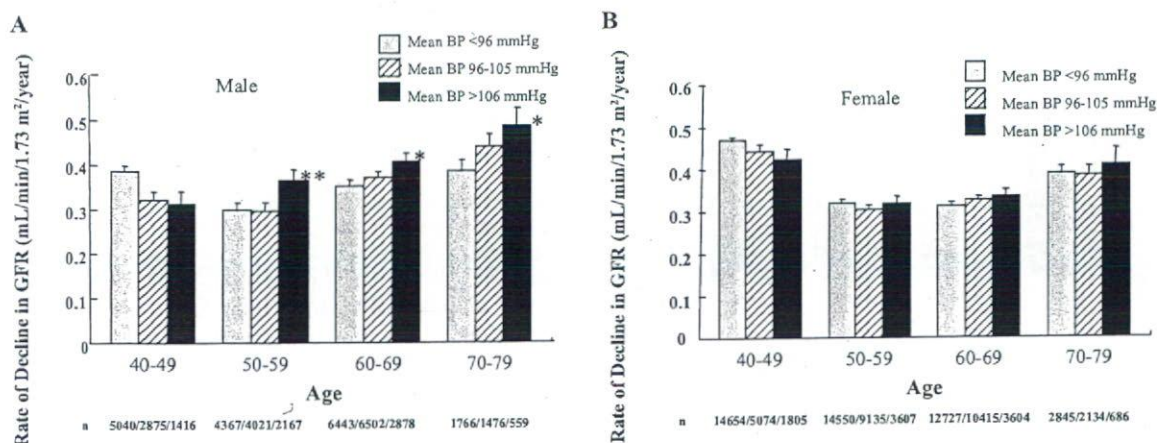 A
Rate of Decline in GFR (mL/min/1.73 m²/year)
Male
Mean BP <96 mmHg
Mean BP 96-105 mmHg
Mean BP >106 mmHg
0.6
0.5
0.4
0.3
0.2
0.1
0
**
*
*
40-49 50-59 60-69 70-79
Age
n 5040/2875/1416 4367/4021/2167 6443/6502/2878 1766/1476/559
B
Rate of Decline in GFR (mL/min/1.73 m²/year)
Female
Mean BP <96 mmHg
Mean BP 96-105 mmHg
Mean BP >106 mmHg
0.6
0.5
0.4
0.3
0.2
0.1
0
40-49 50-59 60-69 70-79
Age
n 14654/5074/1805 14550/9135/3607 12727/10415/3604 2845/2134/686